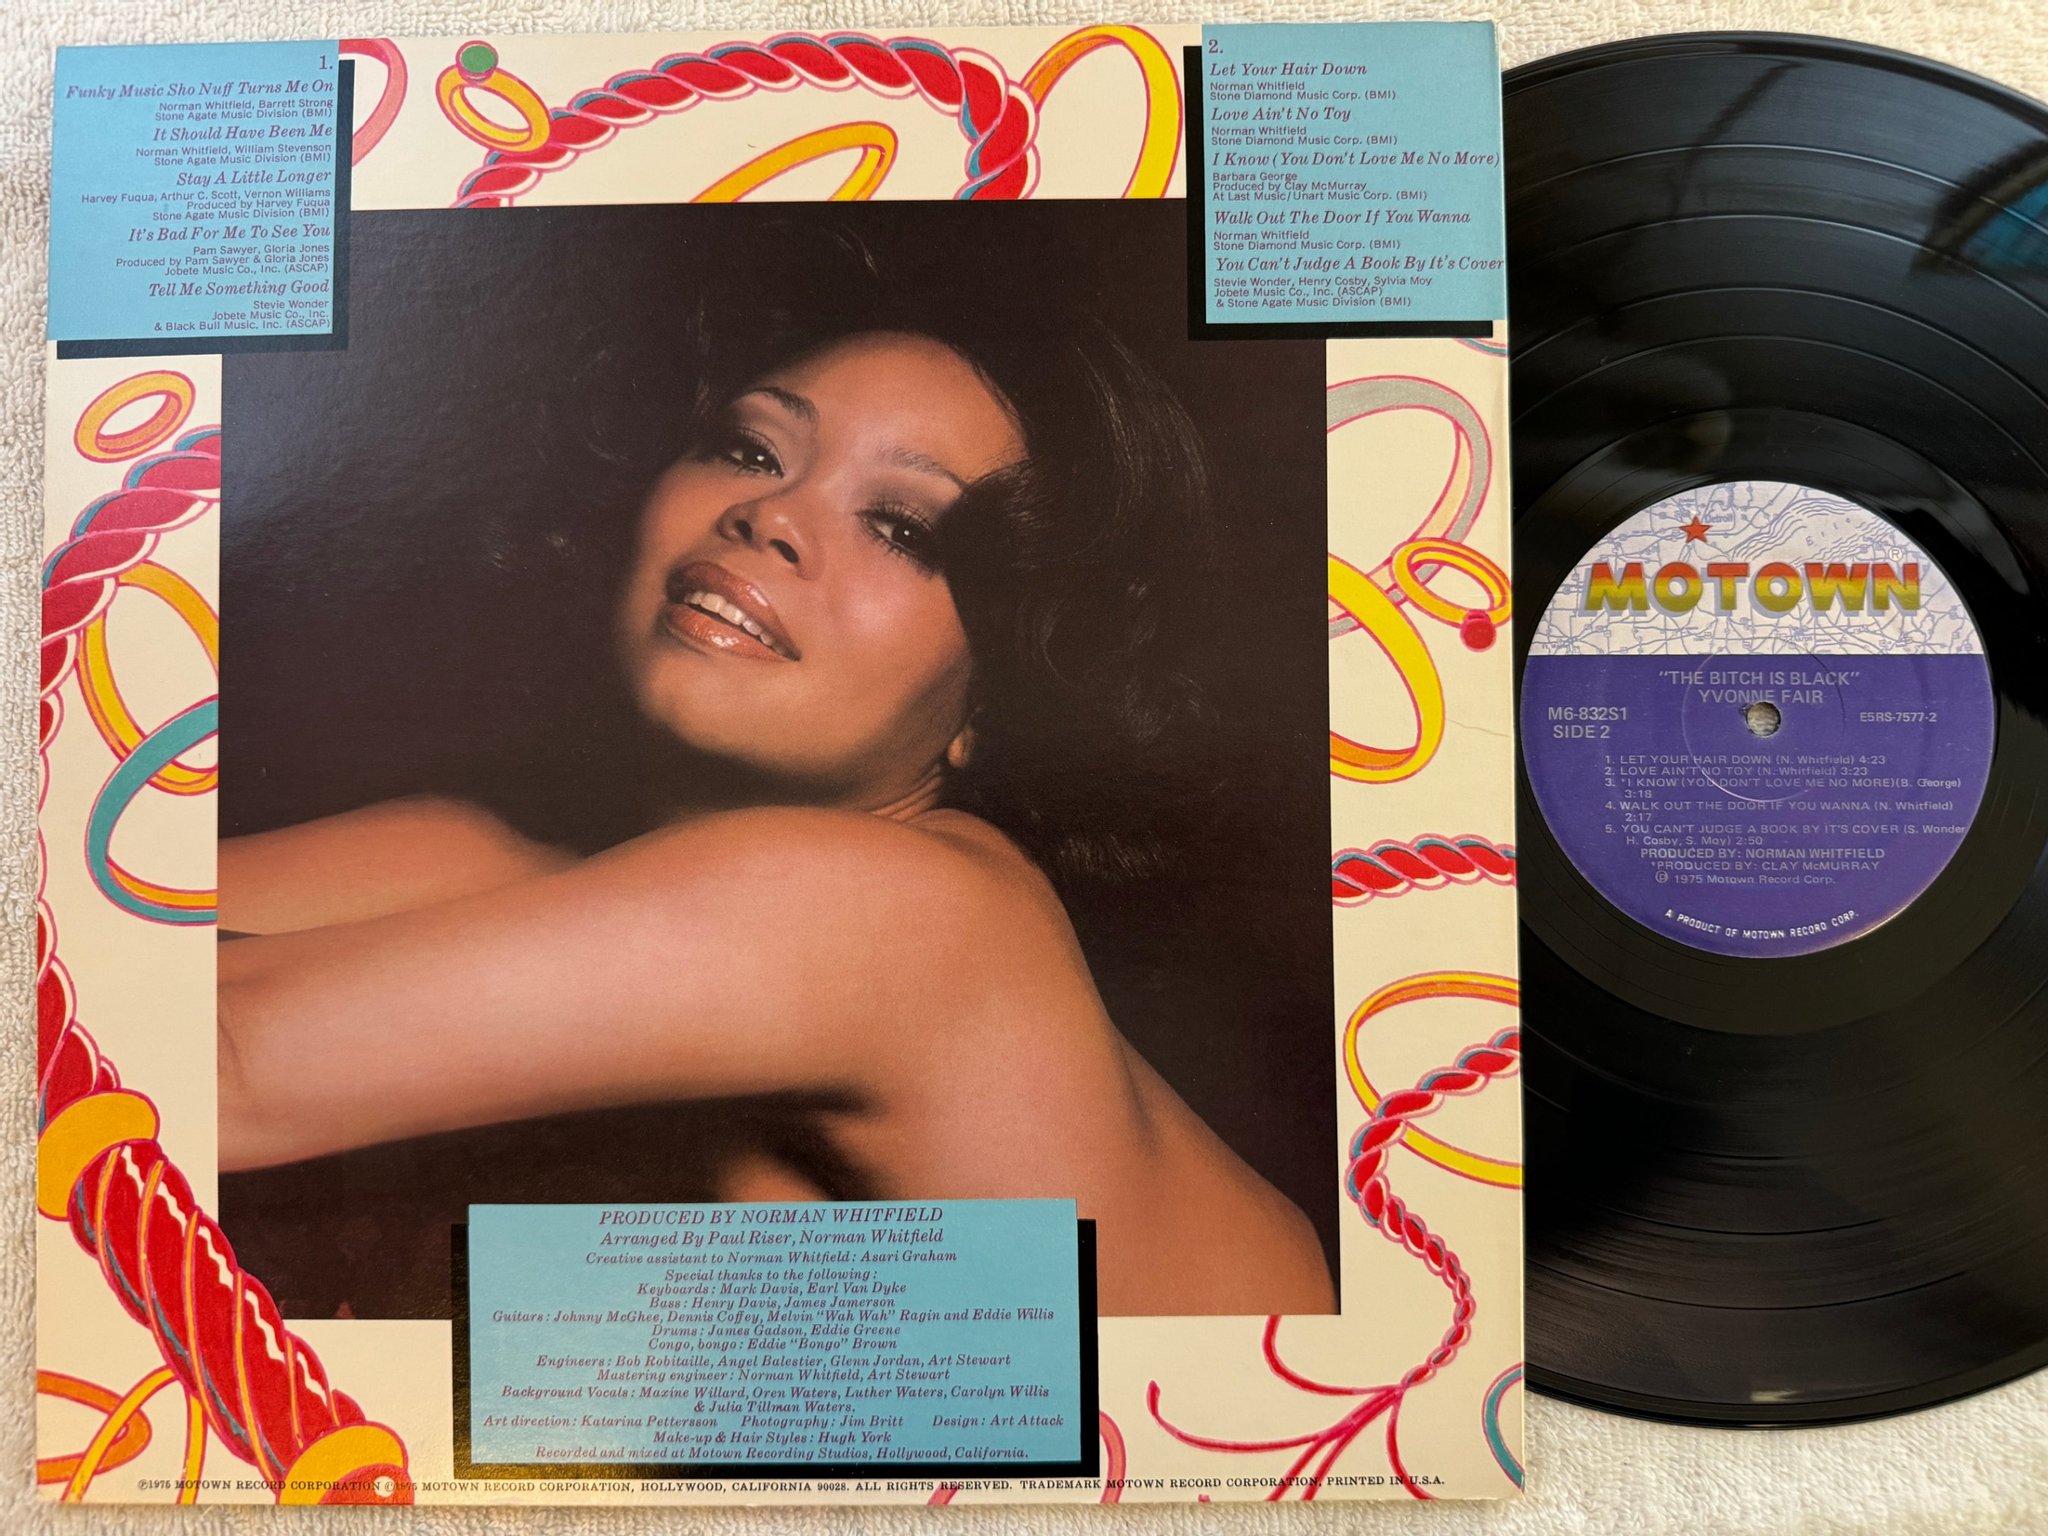 1.
Funky Music Sho Nuff Turns Me On
Norman Whitfield, Barrett Strong
Stone Agate Music Division (BMI)
It Should Have Been Me
Norman Whitfield, William Stevenson
Stone Agate Music Division (BMI)
Stay A Little Longer
Harvey Fuqua, Arthur C. Scott, Vernon Williams
Produced by Harvey Fuqua
Stone Agate Music Division (BMI)
It's Bad For Me To See You
Pam Sawyer, Gloria Jones
Produced by Pam Sawyer & Gloria Jones
Jobete Music Co., Inc. (ASCAP)
Tell Me Something Good
Stevie Wonder
Jobete Music Co., Inc.
& Black Bull Music, Inc. (ASCAP)
2.
Let Your Hair Down
Norman Whitfield
Stone Diamond Music Corp. (BMI)
Love Ain't No Toy
Norman Whitfield
Stone Diamond Music Corp. (BMI)
I Know (You Don't Love Me No More)
Barbara George
Produced by Clay McMurray
At Last Music/Unart Music Corp. (BMI)
Walk Out The Door If You Wanna
Norman Whitfield
Stone Diamond Music Corp. (BMI)
You Can't Judge A Book By It's Cover
Stevie Wonder, Henry Cosby, Sylvia Moy
Jobete Music Co., Inc. (ASCAP)
& Stone Agate Music Division (BMI)
PRODUCED BY NORMAN WHITFIELD
Arranged By Paul Riser, Norman Whitfield
Creative assistant to Norman Whitfield: Asari Graham
Special thanks to the following:
Keyboards: Mark Davis, Earl Van Dyke
Bass: Henry Davis, James Jamerson
Guitars: Johnny McGhee, Dennis Coffey, Melvin "Wah Wah" Ragin and Eddie Willis
Drums: James Gadson, Eddie Greene
Congo, bongo: Eddie "Bongo" Brown
Engineers: Bob Robitaille, Angel Balestier, Glenn Jordan, Art Stewart
Mastering engineer: Norman Whitfield, Art Stewart
Background Vocals: Maxine Willard, Oren Waters, Luther Waters, Carolyn Willis
& Julia Tillman Waters.
Art direction: Katarina Pettersson Photography: Jim Britt Design: Art Attack
Make-up & Hair Styles: Hugh York
Recorded and mixed at Motown Recording Studios, Hollywood, California.
℗1975 MOTOWN RECORD CORPORATION ©1975 MOTOWN RECORD CORPORATION, HOLLYWOOD, CALIFORNIA 90028. ALL RIGHTS RESERVED. TRADEMARK MOTOWN RECORD CORPORATION, PRINTED IN U.S.A.
Detroit
MOTOWN ®
"THE BITCH IS BLACK"
YVONNE FAIR
M6-832S1 E5RS-7577-2
SIDE 2
1. LET YOUR HAIR DOWN (N. Whitfield) 4:23
2. LOVE AIN'T NO TOY (N. Whitfield) 3:23
3. *I KNOW (YOU DON'T LOVE ME NO MORE)(B. George)
3:18
4. WALK OUT THE DOOR IF YOU WANNA (N. Whitfield)
2:17
5. YOU CAN'T JUDGE A BOOK BY IT'S COVER (S. Wonder
H. Cosby, S. Moy) 2:50
PRODUCED BY: NORMAN WHITFIELD
*PRODUCED BY: CLAY McMURRAY
℗ 1975 Motown Record Corp.
A PRODUCT OF MOTOWN RECORD CORP.